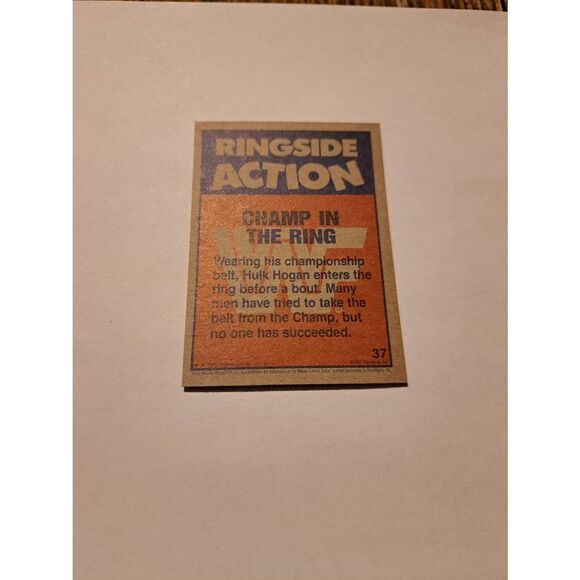 RINGSIDE
ACTION
CHAMP IN
THE RING
Wearing his championship
belt, Hulk Hogan enters the
ring before a bout. Many
men have tried to take the
belt from the Champ, but
no one has succeeded.
37